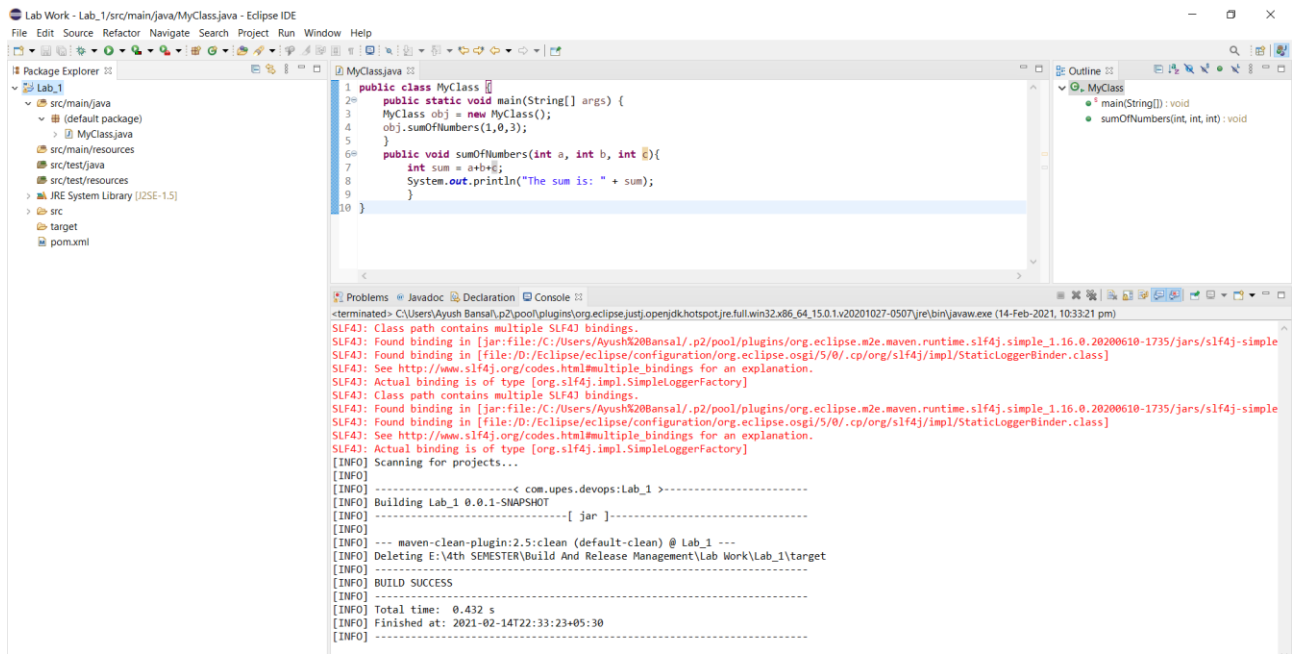 Lab Work - Lab_1/src/main/java/MyClass.java - Eclipse IDE
File Edit Source Refactor Navigate Search Project Run Window Help
Package Explorer
Lab_1
src/main/java
(default package)
MyClass.java
src/main/resources
src/test/java
src/test/resources
JRE System Library [J2SE-1.5]
src
target
pom.xml
MyClass.java
1 public class MyClass {
2 public static void main(String[] args) {
3 MyClass obj = new MyClass();
4 obj.sumOfNumbers(1,0,3);
5 }
6 public void sumOfNumbers(int a, int b, int c){
7 int sum = a+b+c;
8 System.out.println("The sum is: " + sum);
9 }
10 }
Outline
MyClass
main(String[]) : void
sumOfNumbers(int, int, int) : void
Problems Javadoc Declaration Console
<terminated> C:\Users\Ayush Bansal\.p2\pool\plugins\org.eclipse.justj.openjdk.hotspot.jre.full.win32.x86_64_15.0.1.v20201027-0507\jre\bin\javaw.exe (14-Feb-2021, 10:33:21 pm)
SLF4J: Class path contains multiple SLF4J bindings.
SLF4J: Found binding in [jar:file:/C:/Users/Ayush%20Bansal/.p2/pool/plugins/org.eclipse.m2e.maven.runtime.slf4j.simple_1.16.0.20200610-1735/jars/slf4j-simple
SLF4J: Found binding in [file:/D:/Eclipse/eclipse/configuration/org.eclipse.osgi/5/0/.cp/org/slf4j/impl/StaticLoggerBinder.class]
SLF4J: See http://www.slf4j.org/codes.html#multiple_bindings for an explanation.
SLF4J: Actual binding is of type [org.slf4j.impl.SimpleLoggerFactory]
SLF4J: Class path contains multiple SLF4J bindings.
SLF4J: Found binding in [jar:file:/C:/Users/Ayush%20Bansal/.p2/pool/plugins/org.eclipse.m2e.maven.runtime.slf4j.simple_1.16.0.20200610-1735/jars/slf4j-simple
SLF4J: Found binding in [file:/D:/Eclipse/eclipse/configuration/org.eclipse.osgi/5/0/.cp/org/slf4j/impl/StaticLoggerBinder.class]
SLF4J: See http://www.slf4j.org/codes.html#multiple_bindings for an explanation.
SLF4J: Actual binding is of type [org.slf4j.impl.SimpleLoggerFactory]
[INFO] Scanning for projects...
[INFO]
[INFO] ----------------------< com.upes.devops:Lab_1 >-----------------------
[INFO] Building Lab_1 0.0.1-SNAPSHOT
[INFO] --------------------------------[ jar ]---------------------------------
[INFO]
[INFO] --- maven-clean-plugin:2.5:clean (default-clean) @ Lab_1 ---
[INFO] Deleting E:\4th SEMESTER\Build And Release Management\Lab Work\Lab_1\target
[INFO] ------------------------------------------------------------------------
[INFO] BUILD SUCCESS
[INFO] ------------------------------------------------------------------------
[INFO] Total time:  0.432 s
[INFO] Finished at: 2021-02-14T22:33:23+05:30
[INFO] ------------------------------------------------------------------------